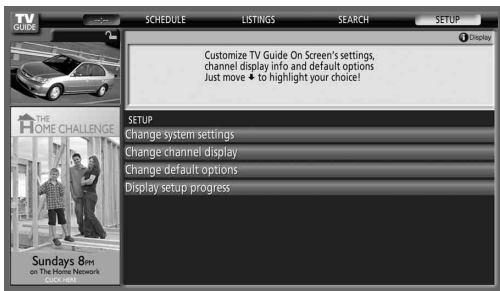 TV
GUIDE
--:--
SCHEDULE
LISTINGS
SEARCH
SETUP
Display
Customize TV Guide On Screen's settings,
channel display info and default options
Just move ⬇ to highlight your choice!
THE
HOME CHALLENGE
Sundays 8PM
on The Home Network
CLICK HERE
SETUP
Change system settings
Change channel display
Change default options
Display setup progress